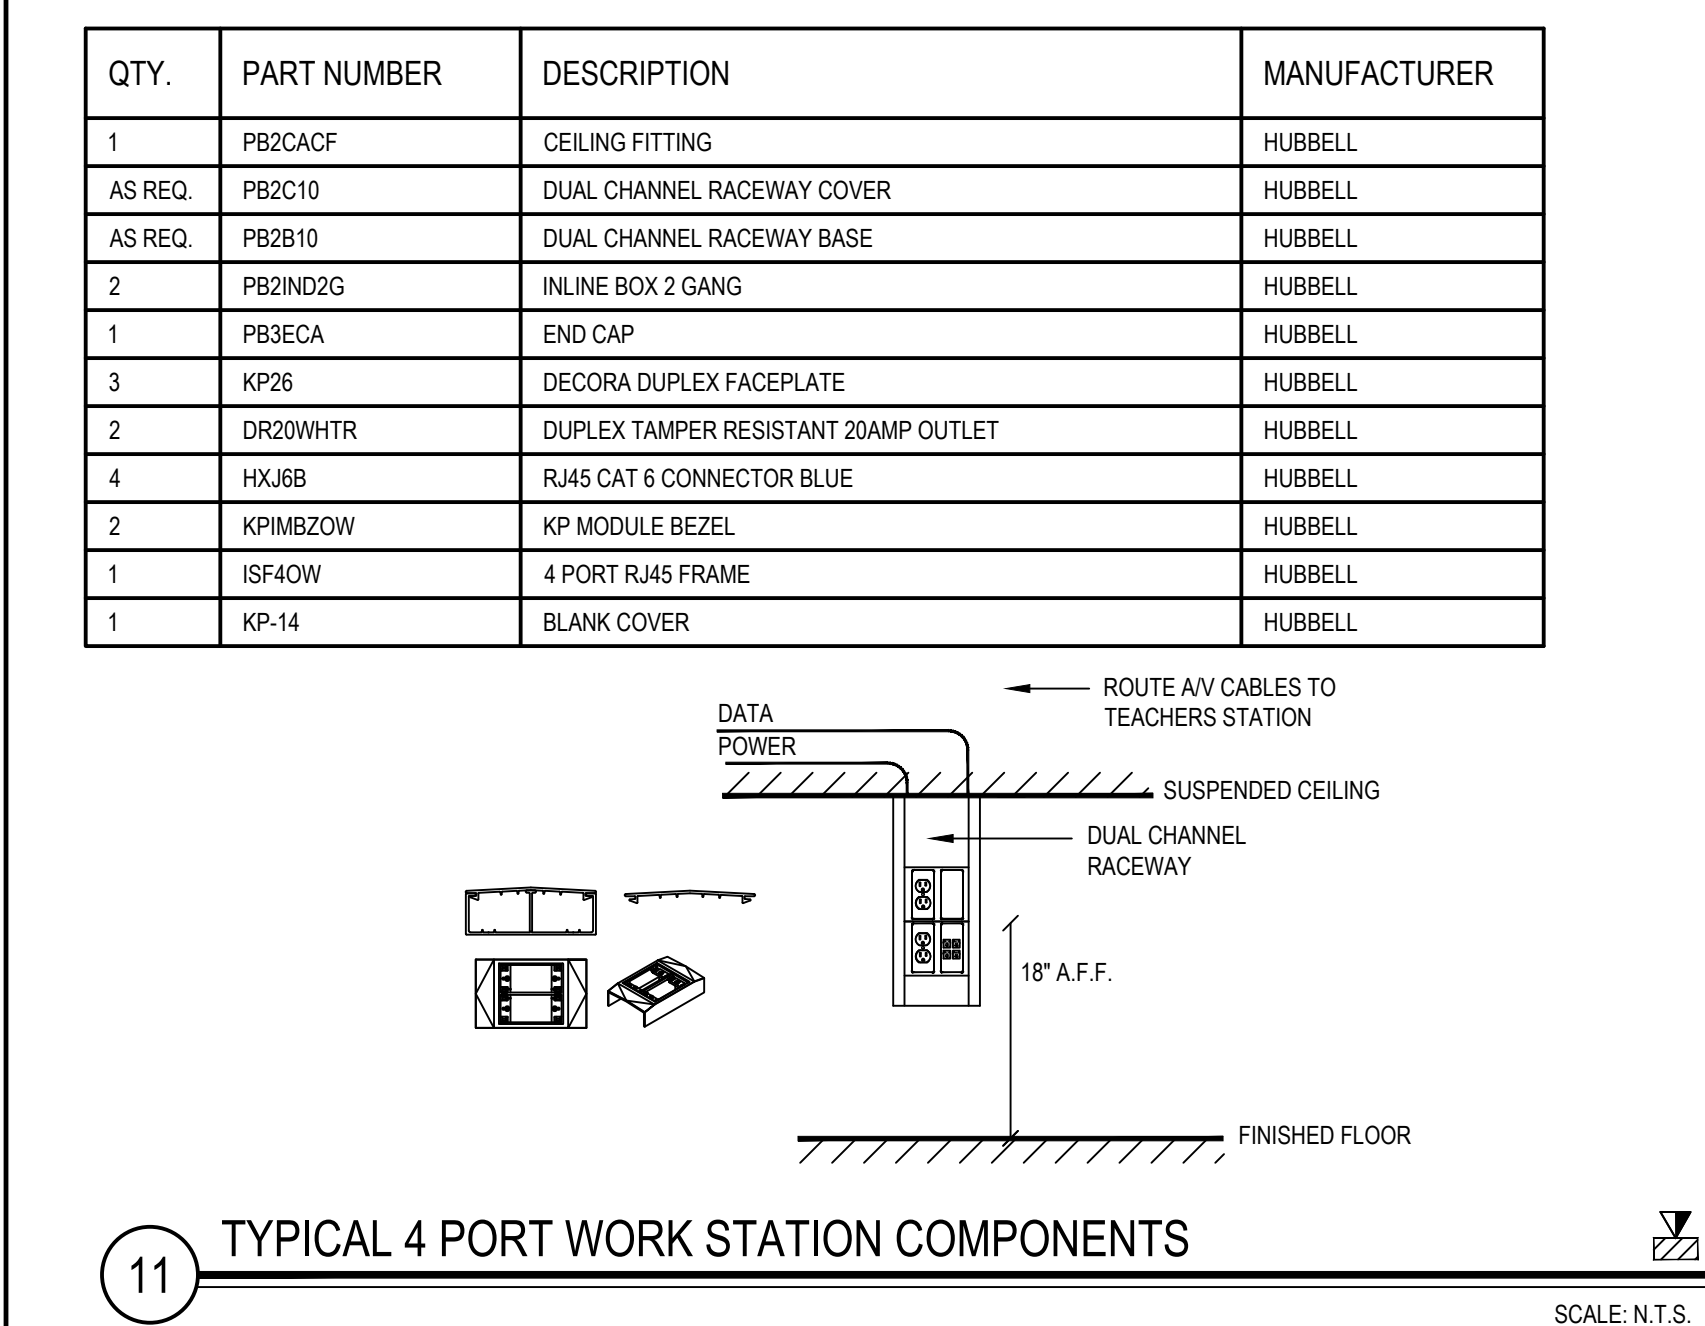 QTY. PART NUMBER DESCRIPTION MANUFACTURER
1 PB2CACF CEILING FITTING HUBBELL
AS REQ. PB2C10 DUAL CHANNEL RACEWAY COVER HUBBELL
AS REQ. PB2B10 DUAL CHANNEL RACEWAY BASE HUBBELL
2 PB2IND2G INLINE BOX 2 GANG HUBBELL
1 PB3ECA END CAP HUBBELL
3 KP26 DECORA DUPLEX FACEPLATE HUBBELL
2 DR20WHTR DUPLEX TAMPER RESISTANT 20AMP OUTLET HUBBELL
4 HXJ6B RJ45 CAT 6 CONNECTOR BLUE HUBBELL
2 KPIMBZOW KP MODULE BEZEL HUBBELL
1 ISF4OW 4 PORT RJ45 FRAME HUBBELL
1 KP-14 BLANK COVER HUBBELL
ROUTE A/V CABLES TO
TEACHERS STATION
DATA
POWER
SUSPENDED CEILING
DUAL CHANNEL
RACEWAY
18" A.F.F.
FINISHED FLOOR
11 TYPICAL 4 PORT WORK STATION COMPONENTS
SCALE: N.T.S.